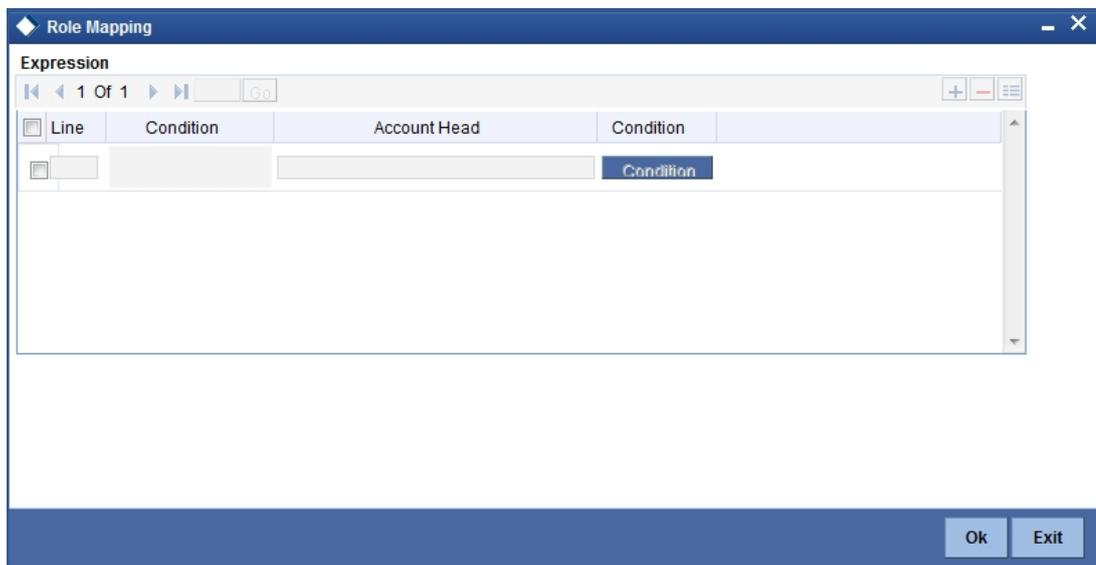 Role Mapping
Expression
1 Of 1 Go
Line Condition Account Head Condition
Condition
Ok Exit